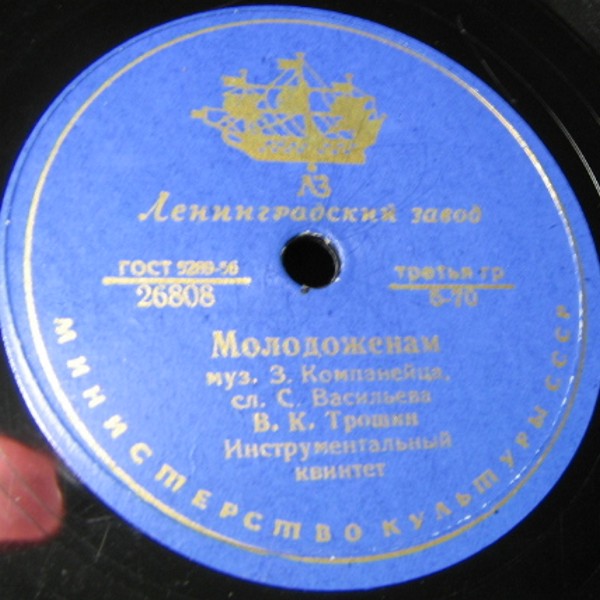 ЛЗ
Ленинградский завод
ГОСТ 5289-56
26808
третья гр
5-70
Молодоженам
муз. З. Компанейца,
сл. С. Васильева
В. К. Трошин
Инструментальный
квинтет
МИНИСТЕРСТВО КУЛЬТУРЫ СССР